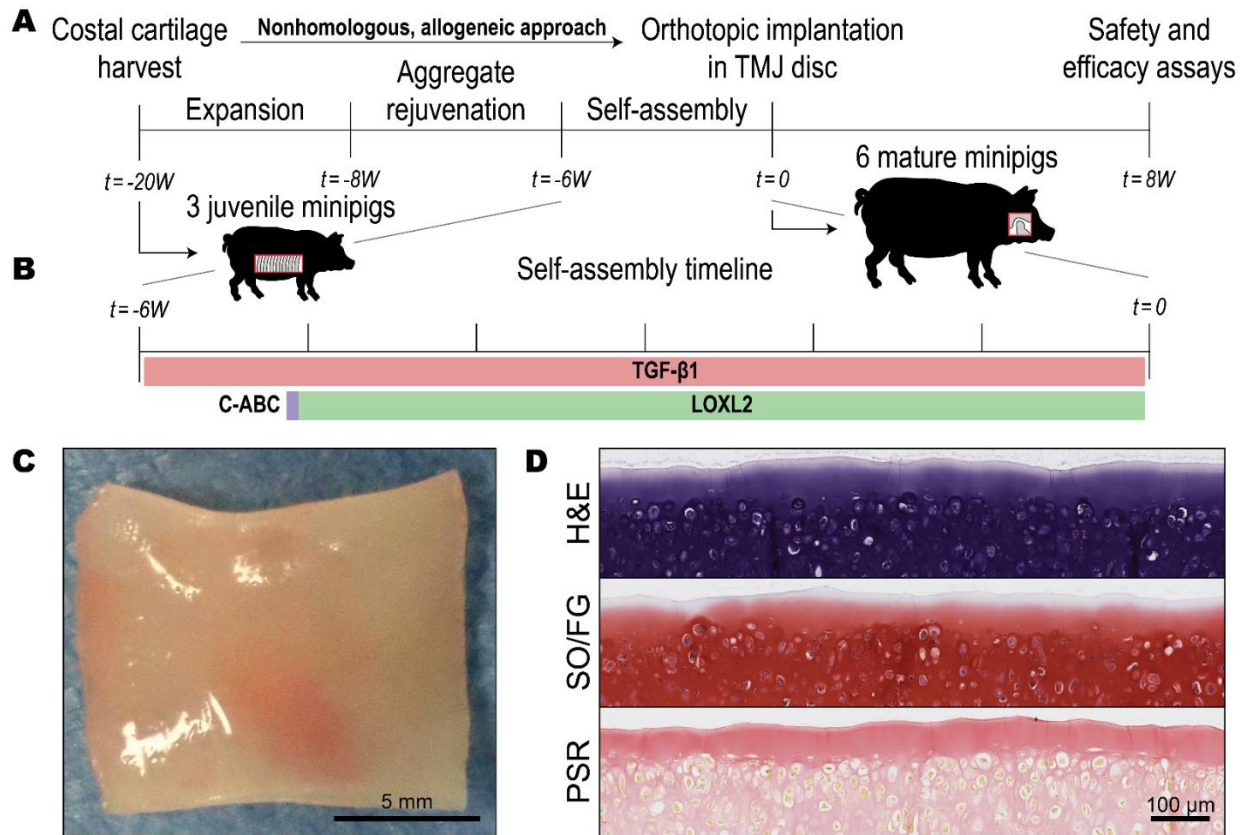 A
Costal cartilage
harvest
Nonhomologous, allogeneic approach
Orthotopic implantation
in TMJ disc
Safety and
efficacy assays
Expansion
Aggregate
rejuvenation
Self-assembly
t = -20W
t = -8W
t = -6W
t = 0
t = 8W
3 juvenile minipigs
6 mature minipigs
B
Self-assembly timeline
t = -6W
t = 0
TGF-β1
C-ABC
LOXL2
C
5 mm
D
H&E
SO/FG
PSR
100 µm